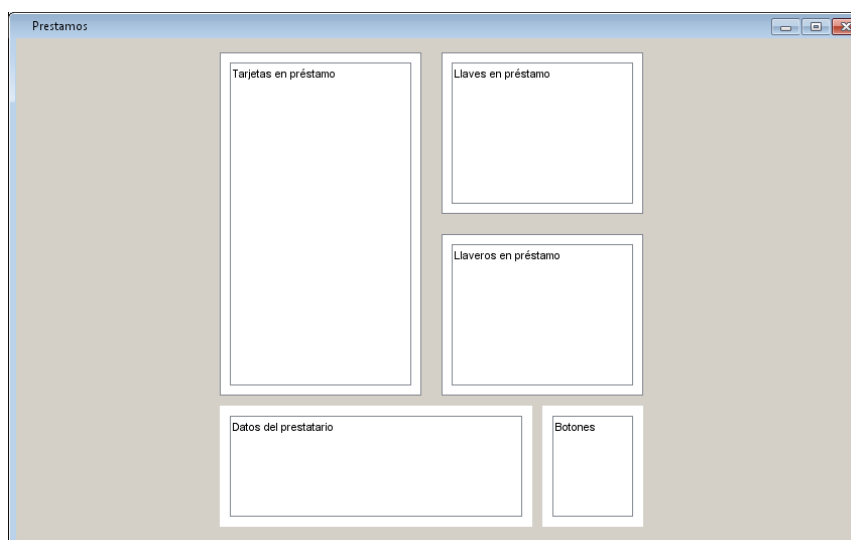 Prestamos
Tarjetas en préstamo
Llaves en préstamo
Llaveros en préstamo
Datos del prestatario
Botones